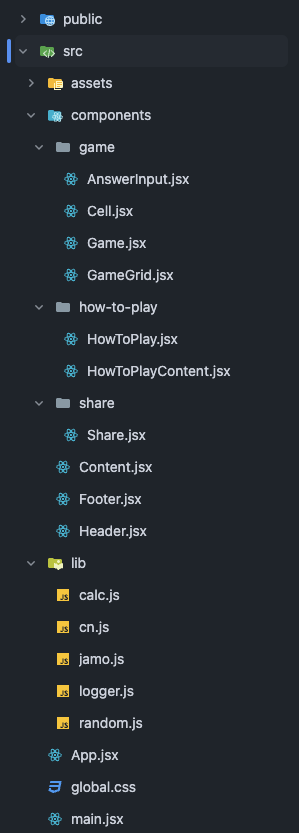 public
src
assets
components
game
AnswerInput.jsx
Cell.jsx
Game.jsx
GameGrid.jsx
how-to-play
HowToPlay.jsx
HowToPlayContent.jsx
share
Share.jsx
Content.jsx
Footer.jsx
Header.jsx
lib
JS calc.js
JS cn.js
JS jamo.js
JS logger.js
JS random.js
App.jsx
global.css
main.jsx